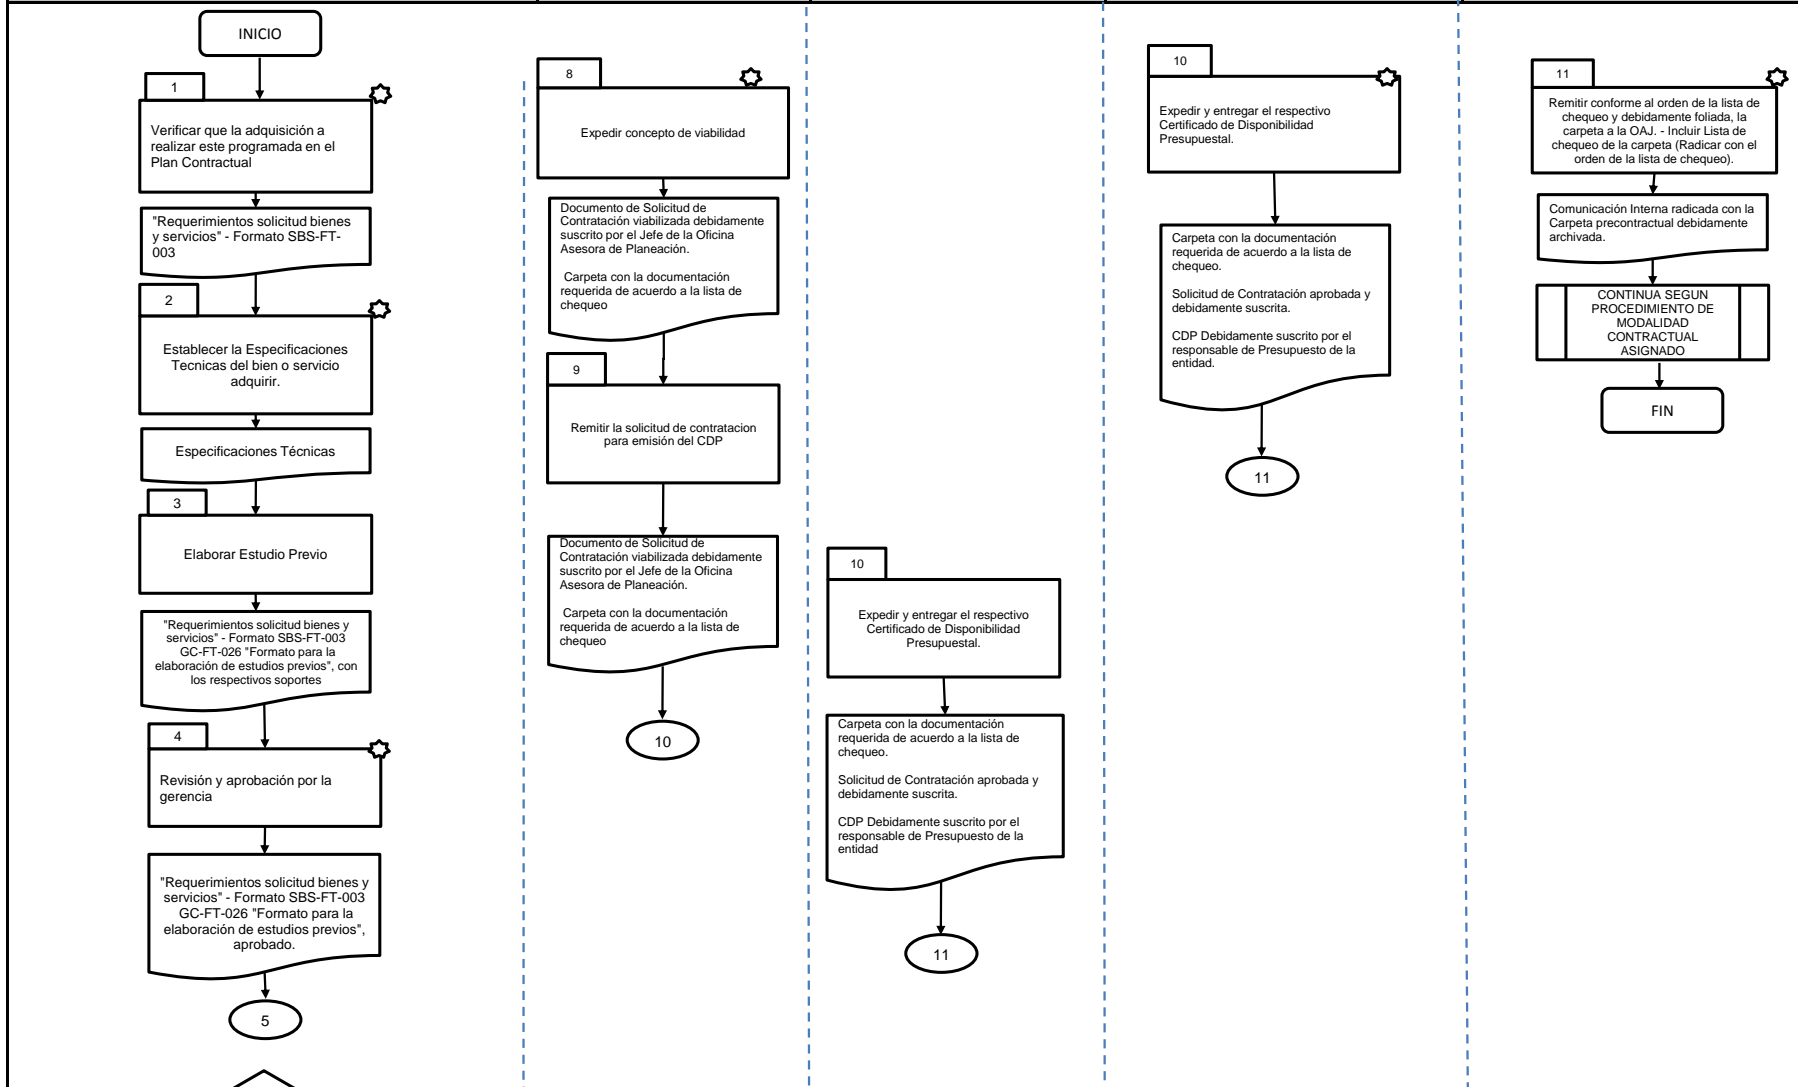 INICIO
1
Verificar que la adquisición a
realizar este programada en el
Plan Contractual
"Requerimientos solicitud bienes
y servicios" - Formato SBS-FT-
003
2
Establecer la Especificaciones
Tecnicas del bien o servicio
adquirir.
Especificaciones Técnicas
3
Elaborar Estudio Previo
"Requerimientos solicitud bienes y
servicios" - Formato SBS-FT-003
GC-FT-026 "Formato para la
elaboración de estudios previos", con
los respectivos soportes
4
Revisión y aprobación por la
gerencia
"Requerimientos solicitud bienes y
servicios" - Formato SBS-FT-003
GC-FT-026 "Formato para la
elaboración de estudios previos",
aprobado.
5
8
Expedir concepto de viabilidad
Documento de Solicitud de
Contratación viabilizada debidamente
suscrito por el Jefe de la Oficina
Asesora de Planeación.
Carpeta con la documentación
requerida de acuerdo a la lista de
chequeo
9
Remitir la solicitud de contratacion
para emisión del CDP
Documento de Solicitud de
Contratación viabilizada debidamente
suscrito por el Jefe de la Oficina
Asesora de Planeación.
Carpeta con la documentación
requerida de acuerdo a la lista de
chequeo
10
10
Expedir y entregar el respectivo
Certificado de Disponibilidad
Presupuestal.
Carpeta con la documentación
requerida de acuerdo a la lista de
chequeo.
Solicitud de Contratación aprobada y
debidamente suscrita.
CDP Debidamente suscrito por el
responsable de Presupuesto de la
entidad
11
10
Expedir y entregar el respectivo
Certificado de Disponibilidad
Presupuestal.
Carpeta con la documentación
requerida de acuerdo a la lista de
chequeo.
Solicitud de Contratación aprobada y
debidamente suscrita.
CDP Debidamente suscrito por el
responsable de Presupuesto de la
entidad.
11
11
Remitir conforme al orden de la lista de
chequeo y debidamente foliada, la
carpeta a la OAJ. - Incluir Lista de
chequeo de la carpeta (Radicar con el
orden de la lista de chequeo).
Comunicación Interna radicada con la
Carpeta precontractual debidamente
archivada.
CONTINUA SEGUN
PROCEDIMIENTO DE
MODALIDAD
CONTRACTUAL
ASIGNADO
FIN